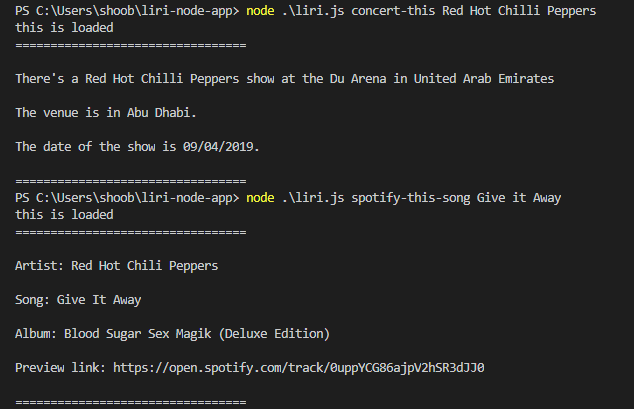 PS C:\Users\shoob\liri-node-app> node .\liri.js concert-this Red Hot Chilli Peppers
this is loaded
=================================
There's a Red Hot Chilli Peppers show at the Du Arena in United Arab Emirates
The venue is in Abu Dhabi.
The date of the show is 09/04/2019.
=================================
PS C:\Users\shoob\liri-node-app> node .\liri.js spotify-this-song Give it Away
this is loaded
=================================
Artist: Red Hot Chili Peppers
Song: Give It Away
Album: Blood Sugar Sex Magik (Deluxe Edition)
Preview link: https://open.spotify.com/track/0uppYCG86ajpV2hSR3dJJ0
=================================